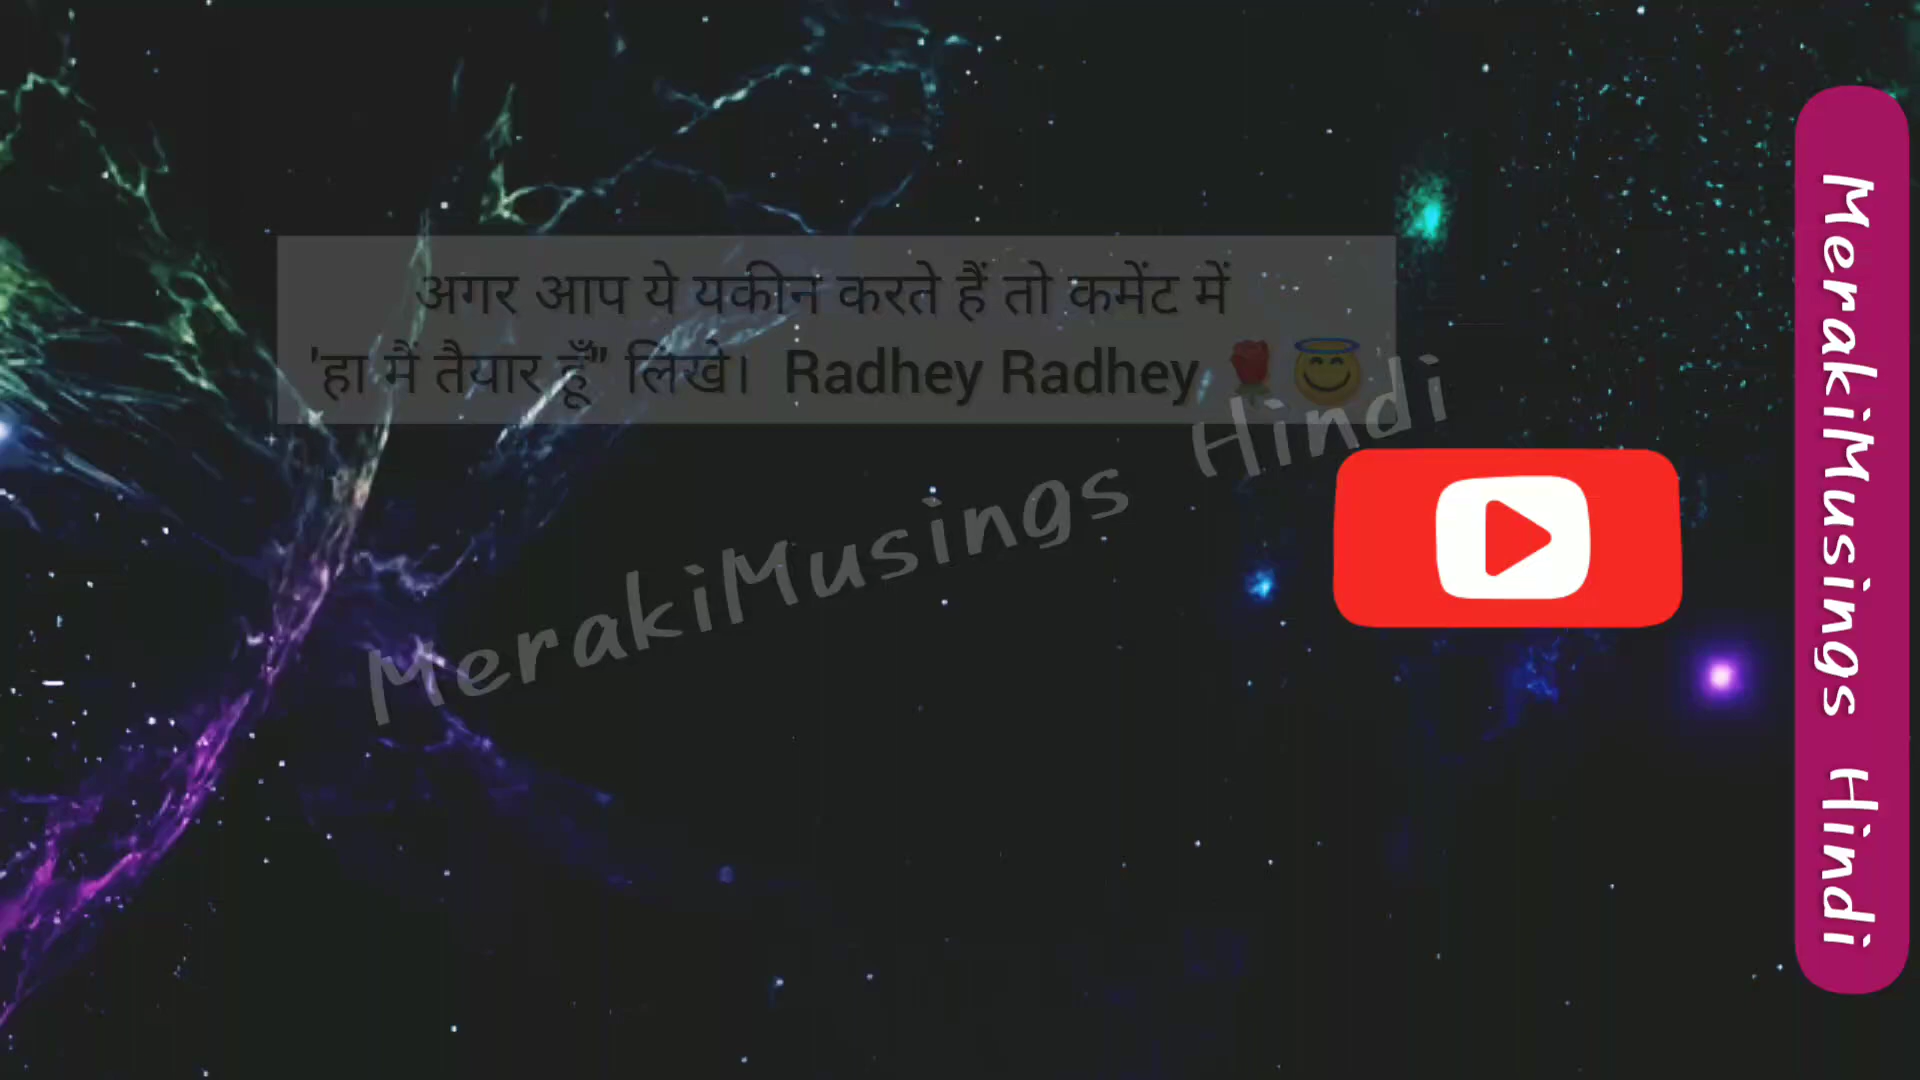 अगर आप ये यकीन करते हैं तो कमेंट में
'हा मैं तैयार हूँ" लिखे। Radhey Radhey 🌹 😇
MerakiMusings Hindi
MerakiMusings Hindi